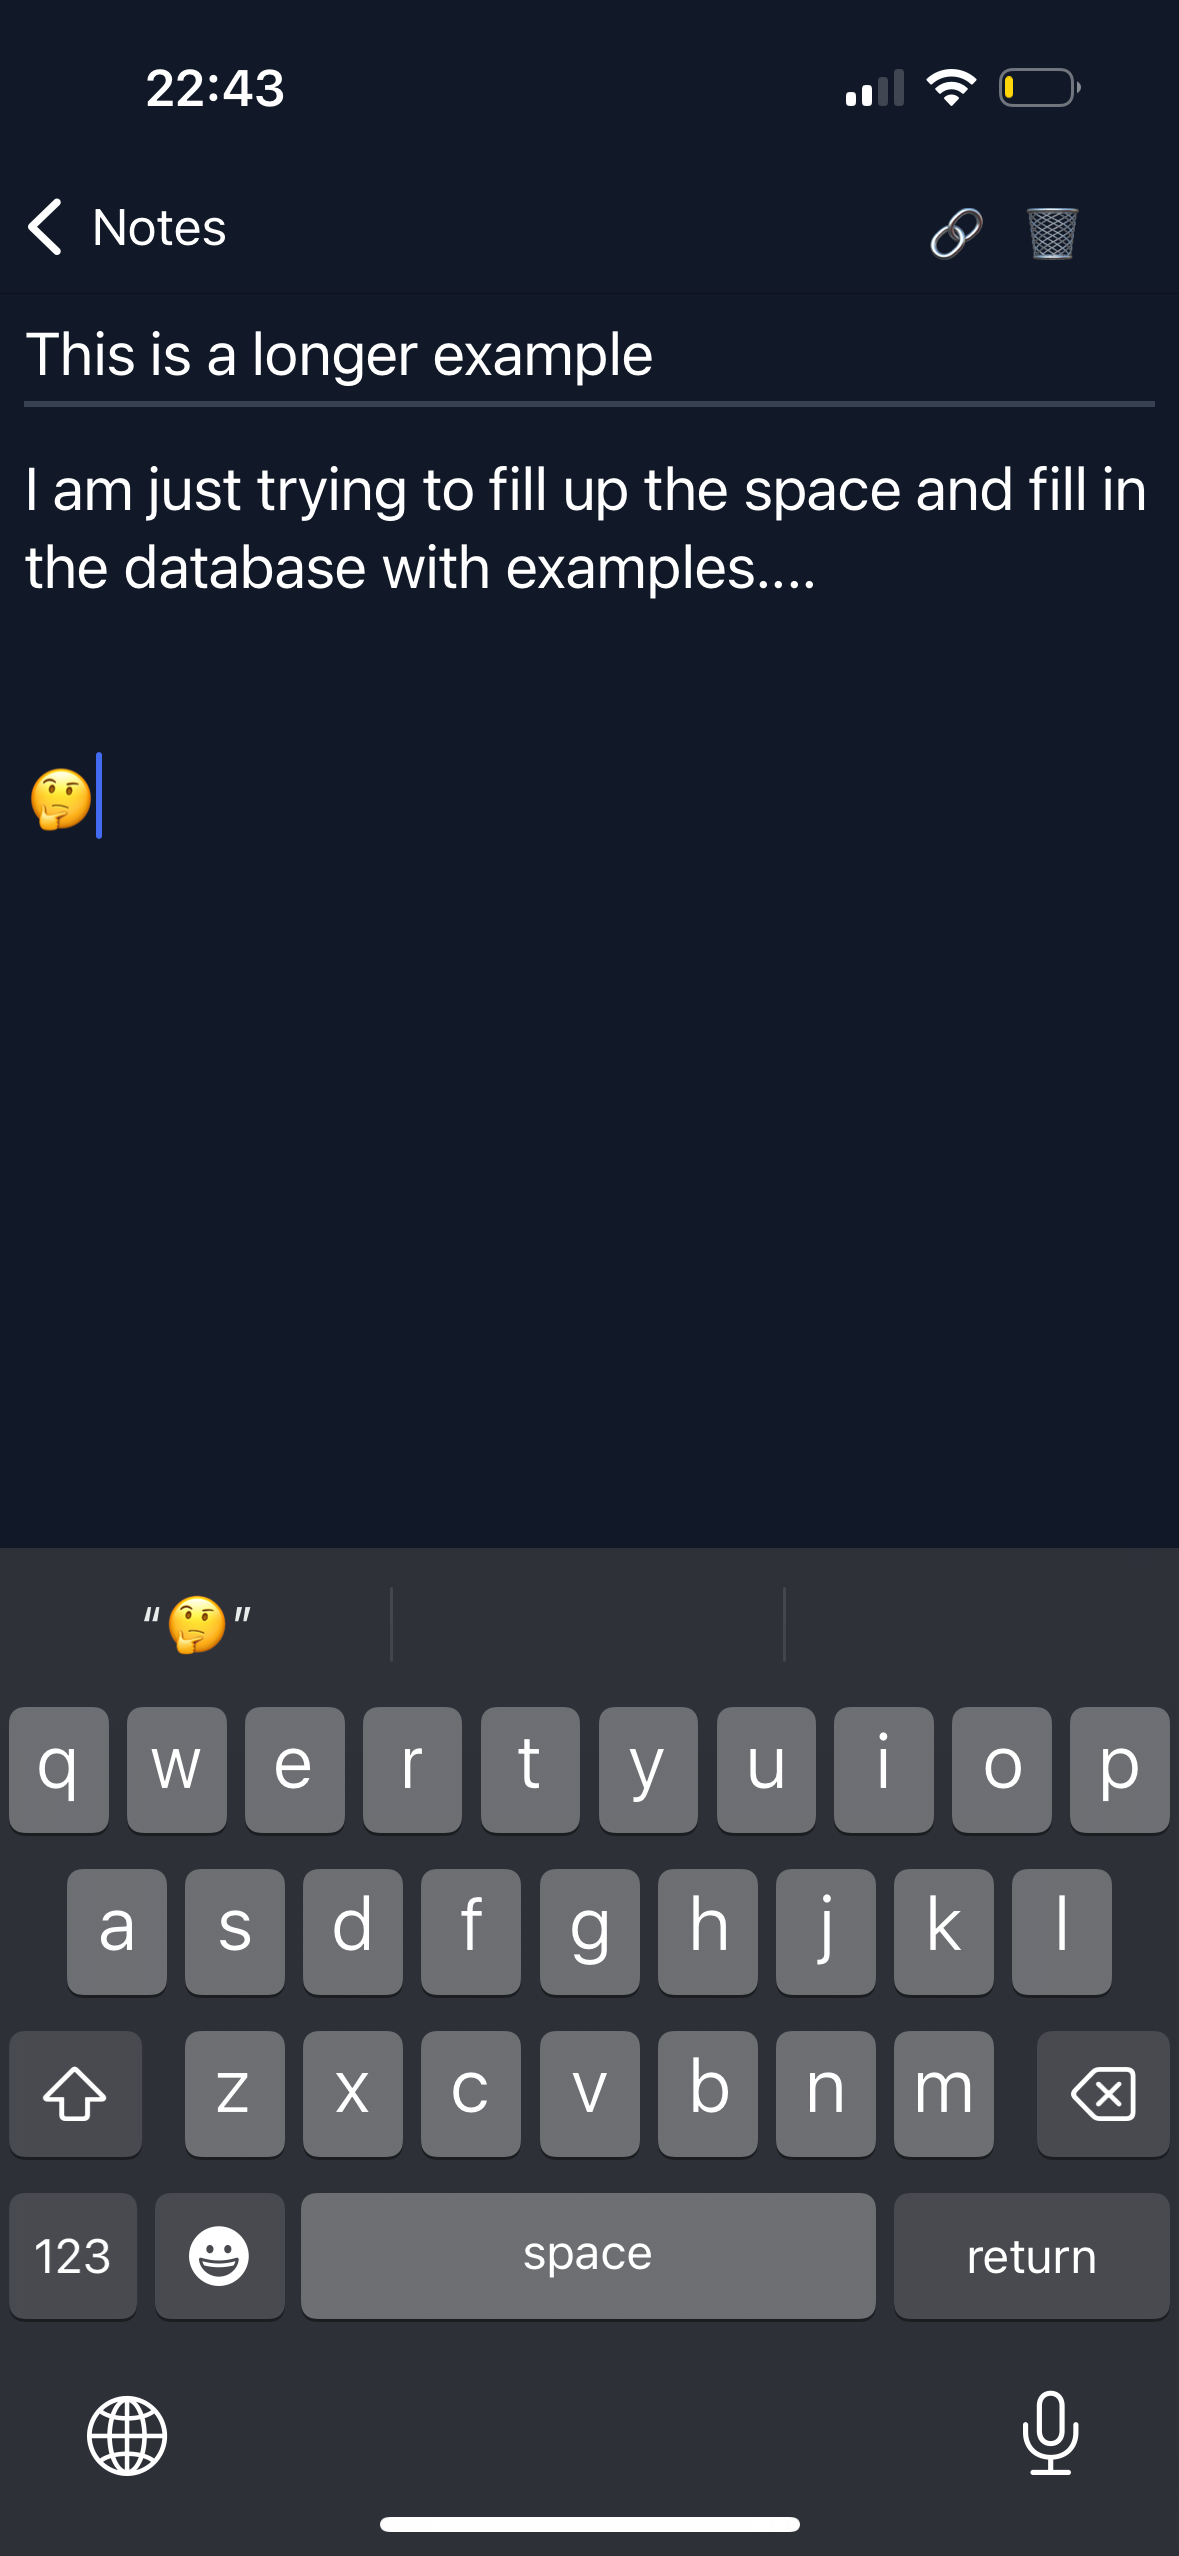 22:43
Notes
🔗 🗑️
This is a longer example
I am just trying to fill up the space and fill in
the database with examples....
🤔
“🤔”
q w e r t y u i o p
a s d f g h j k l
z x c v b n m
123 space return